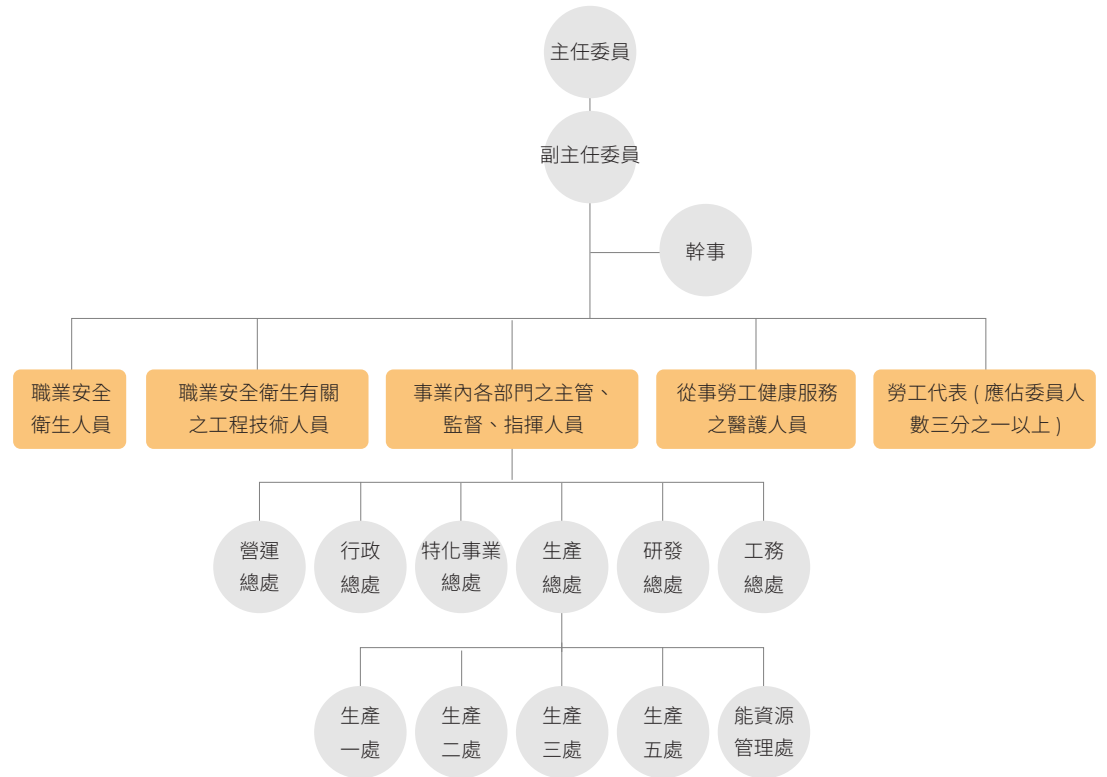 主任委員
副主任委員
幹事
職業安全
衛生人員
職業安全衛生有關
之工程技術人員
事業內各部門之主管、
監督、指揮人員
從事勞工健康服務
之醫護人員
勞工代表 ( 應佔委員人
數三分之一以上 )
營運
總處
行政
總處
特化事業
總處
生產
總處
研發
總處
工務
總處
生產
一處
生產
二處
生產
三處
生產
五處
能資源
管理處